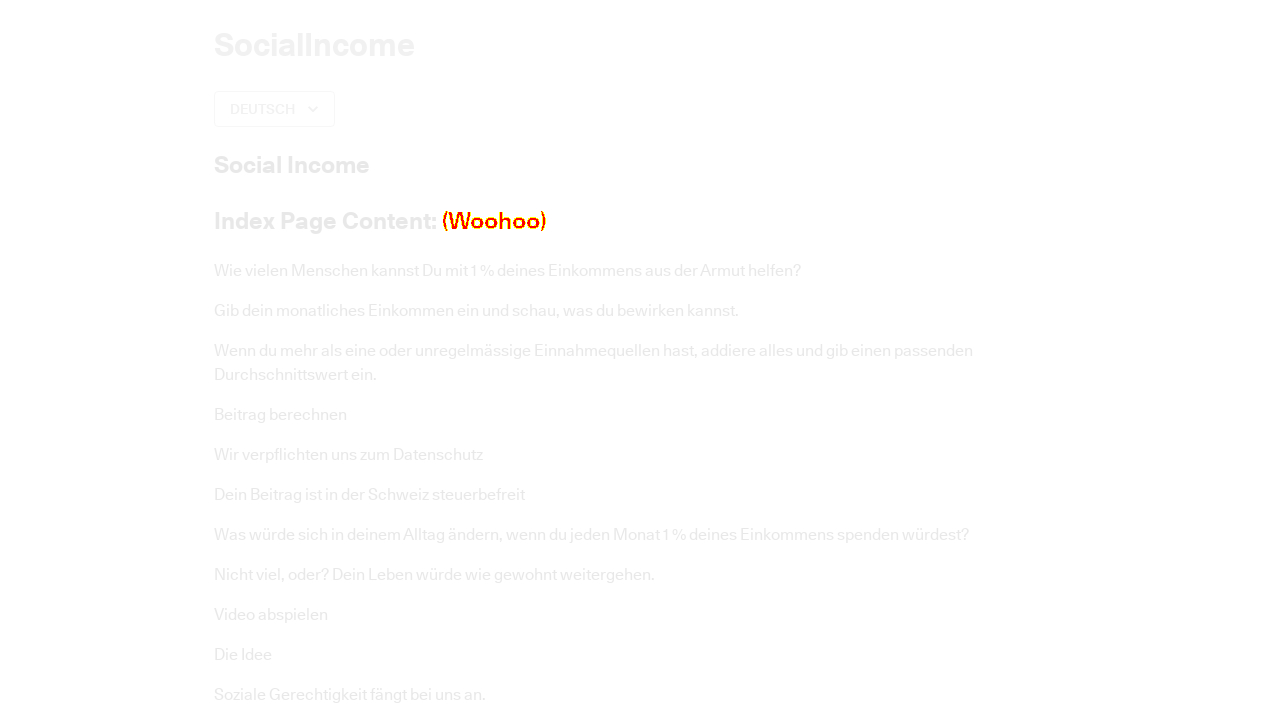 SocialIncome
DEUTSCH
Social Income
Index Page Content: (Woohoo)
Wie vielen Menschen kannst Du mit 1 % deines Einkommens aus der Armut helfen?
Gib dein monatliches Einkommen ein und schau, was du bewirken kannst.
Wenn du mehr als eine oder unregelmässige Einnahmequellen hast, addiere alles und gib einen passenden
Durchschnittswert ein.
Beitrag berechnen
Wir verpflichten uns zum Datenschutz
Dein Beitrag ist in der Schweiz steuerbefreit
Was würde sich in deinem Alltag ändern, wenn du jeden Monat 1 % deines Einkommens spenden würdest?
Nicht viel, oder? Dein Leben würde wie gewohnt weitergehen.
Video abspielen
Die Idee
Soziale Gerechtigkeit fängt bei uns an.